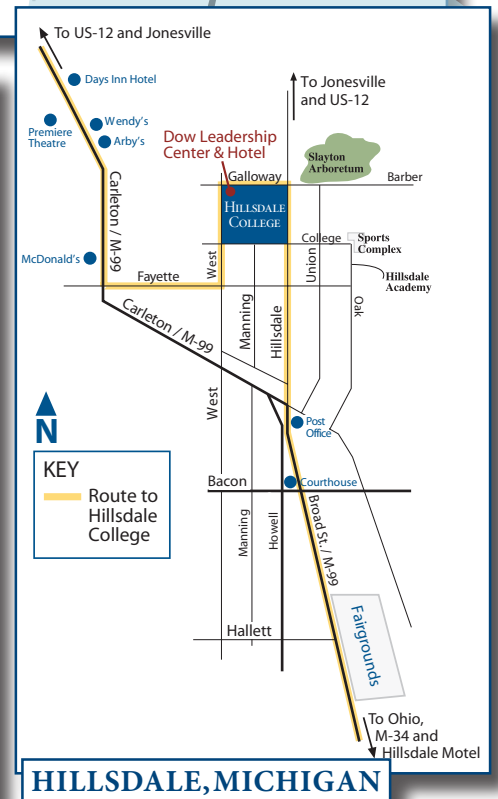 To US-12 and Jonesville
Days Inn Hotel
Wendy's
Premiere
Theatre
Arby's
To Jonesville
and US-12
Dow Leadership
Center & Hotel
Slayton
Arboretum
Galloway
Barber
HILLSDALE
COLLEGE
Carleton / M-99
College
Sports
Complex
McDonald's
West
Union
Fayette
Hillsdale
Academy
Manning
Hillsdale
Oak
Carleton / M-99
West
Post
Office
N
KEY
Route to
Hillsdale
College
Bacon
Courthouse
Manning
Howell
Broad St. / M-99
Fairgrounds
Hallett
To Ohio,
M-34 and
Hillsdale Motel
HILLSDALE, MICHIGAN